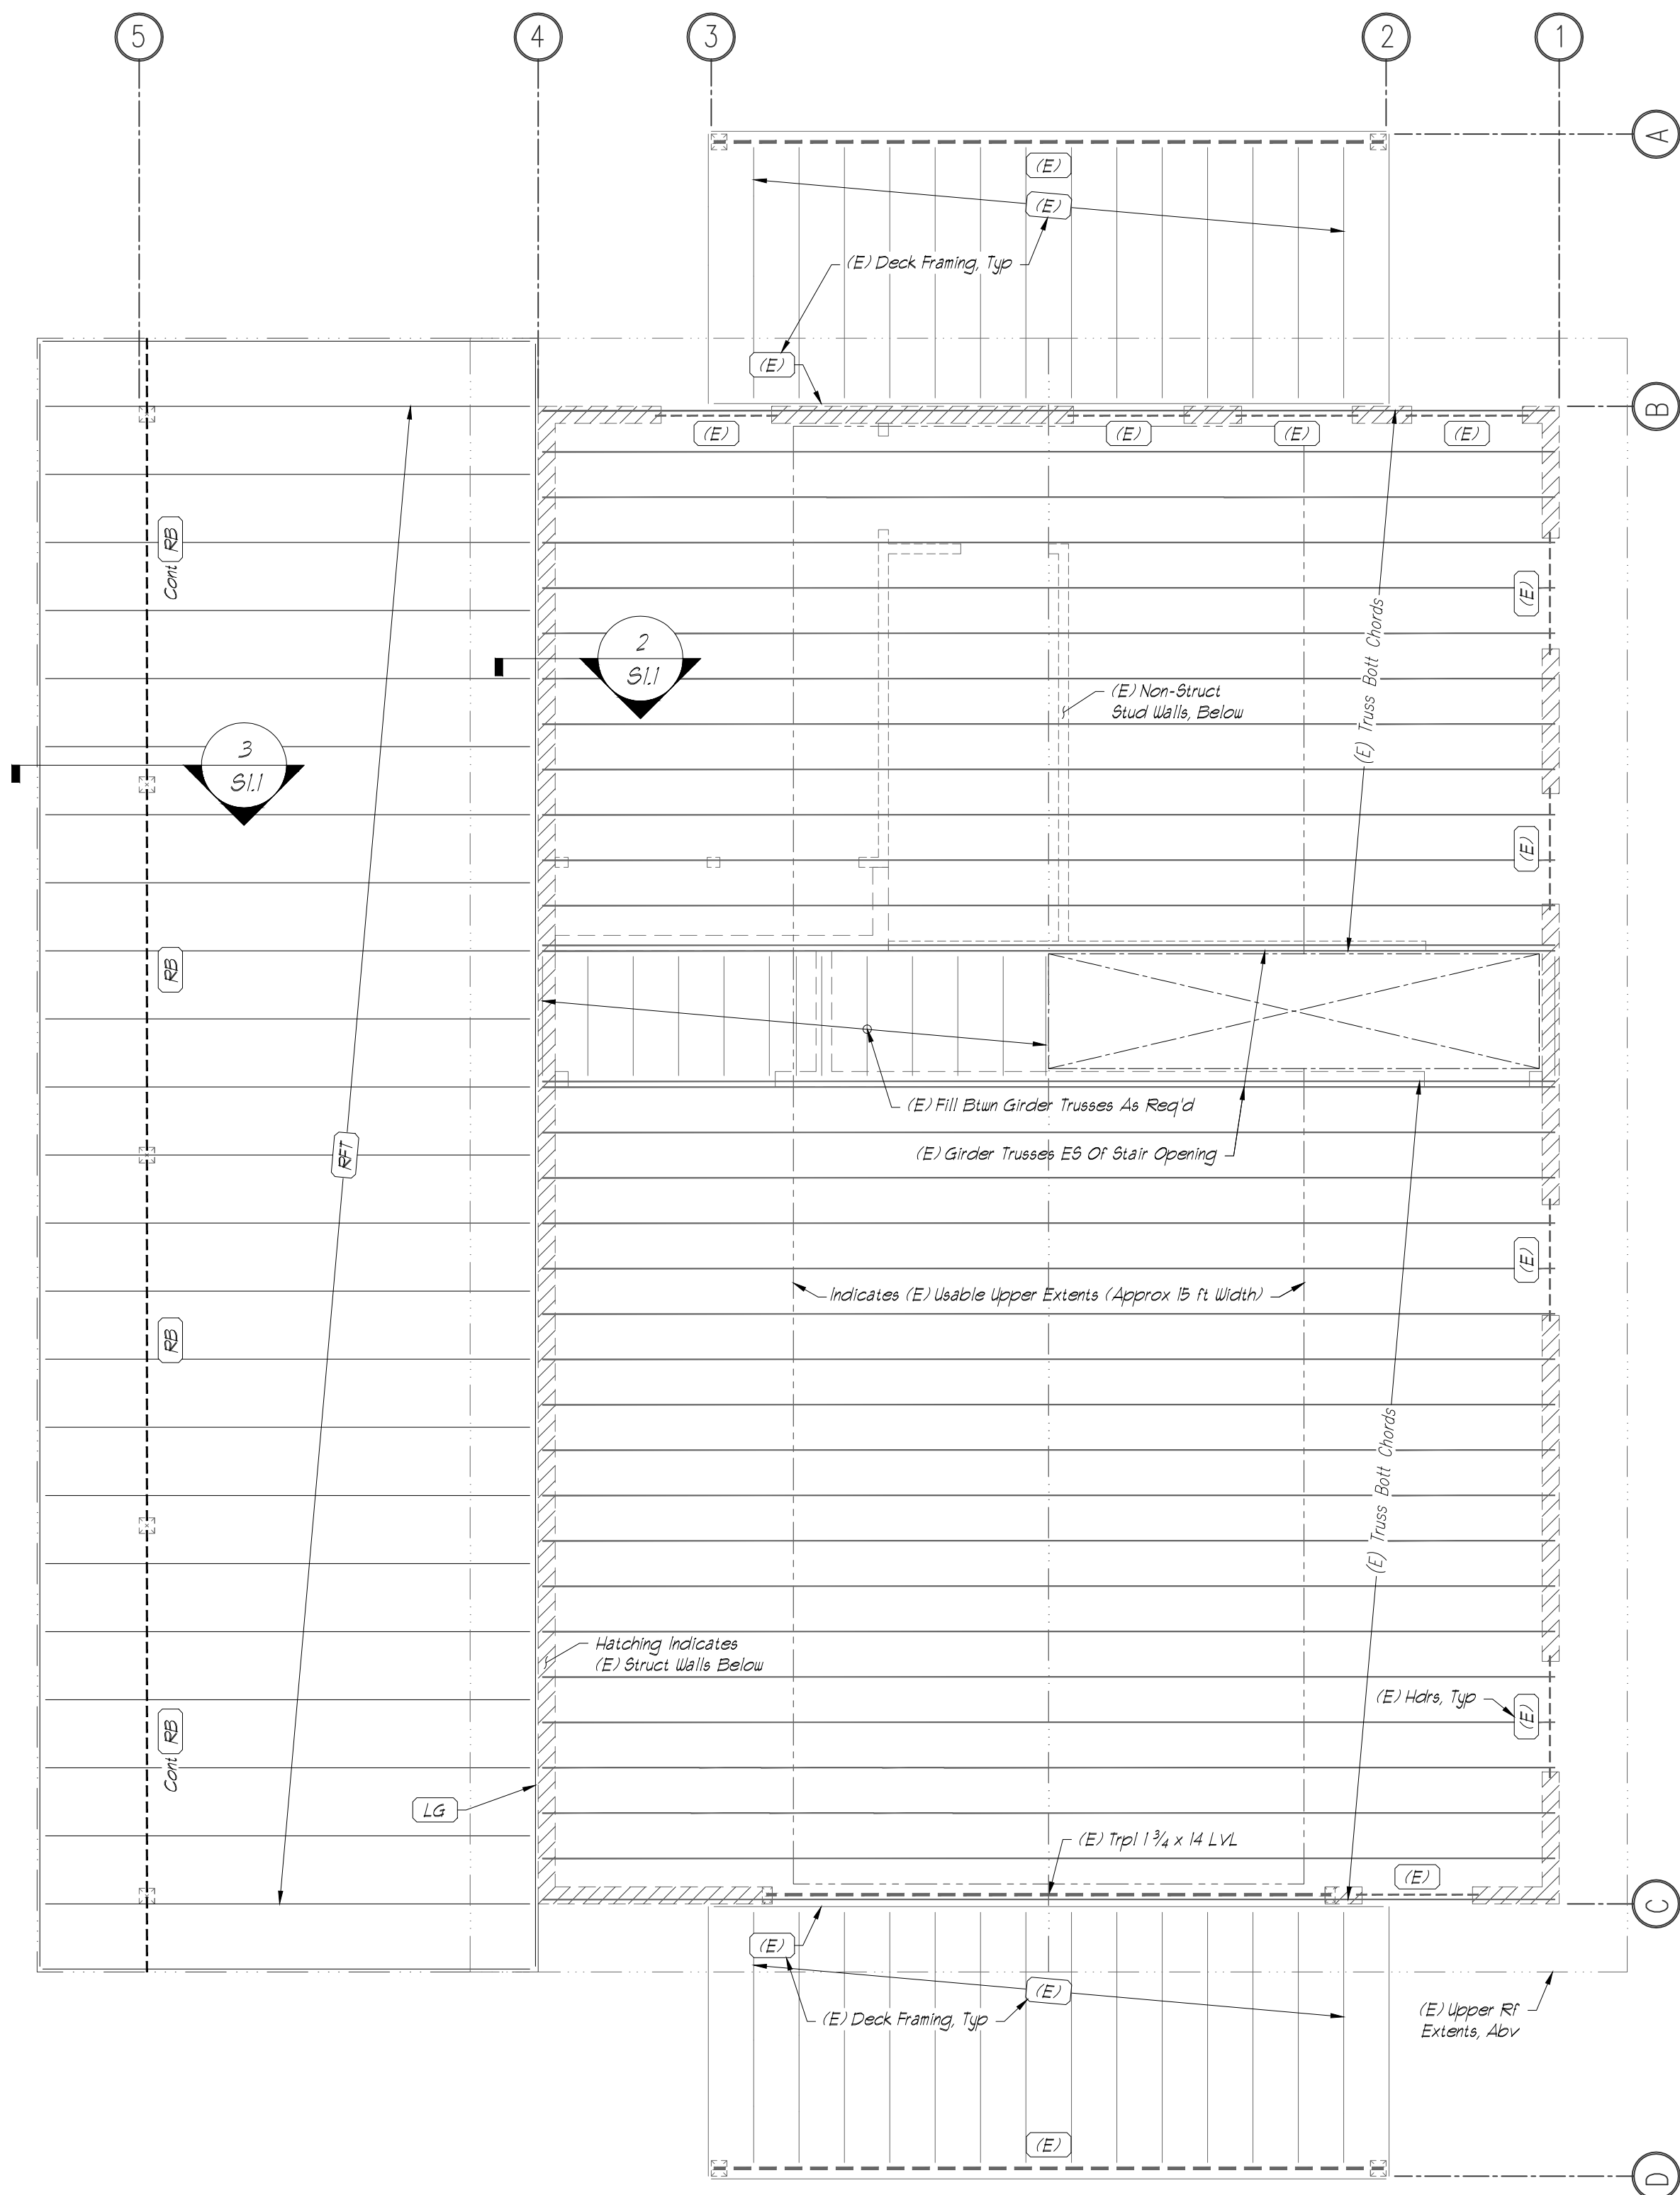 5
4
3
2
1
A
(E)
(E)
(E) Deck Framing, Typ
(E)
B
(E)
(E)
(E)
(E)
Cont RB
(E)
2
S1.1
(E) Truss Bott Chords
(E) Non-Struct
Stud Walls, Below
3
S1.1
(E)
RB
(E) Fill Btwn Girder Trusses As Req'd
RFT
(E) Girder Trusses ES Of Stair Opening
(E)
Indicates (E) Usable Upper Extents (Approx 15 ft Width)
RB
(E) Truss Bott Chords
Hatching Indicates
(E) Struct Walls Below
(E) Hdrs, Typ
(E)
Cont RB
LG
(E) Trpl 1 3/4 x 14 LVL
(E)
C
(E)
(E)
(E) Deck Framing, Typ
(E) Upper Rf
Extents, Abv
(E)
D